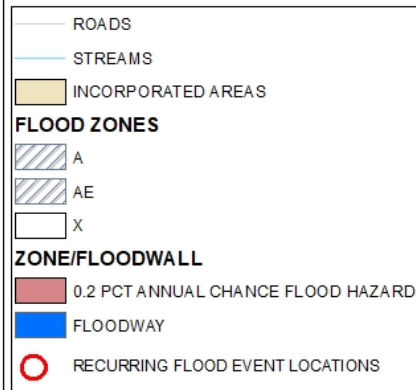 ROADS
STREAMS
INCORPORATED AREAS
FLOOD ZONES
A
AE
X
ZONE/FLOODWALL
0.2 PCT ANNUAL CHANCE FLOOD HAZARD
FLOODWAY
RECURRING FLOOD EVENT LOCATIONS